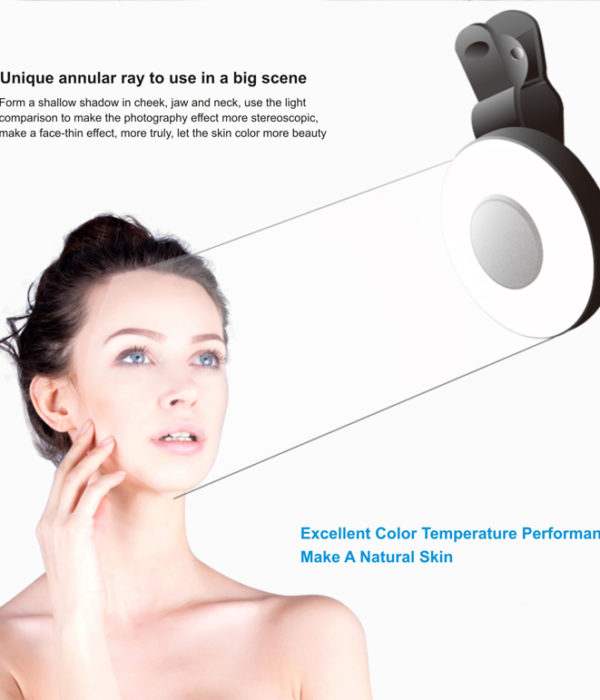 Unique annular ray to use in a big scene
Form a shallow shadow in cheek, jaw and neck, use the light
comparison to make the photography effect more stereoscopic,
make a face-thin effect, more truly, let the skin color more beauty
Excellent Color Temperature Performan
Make A Natural Skin